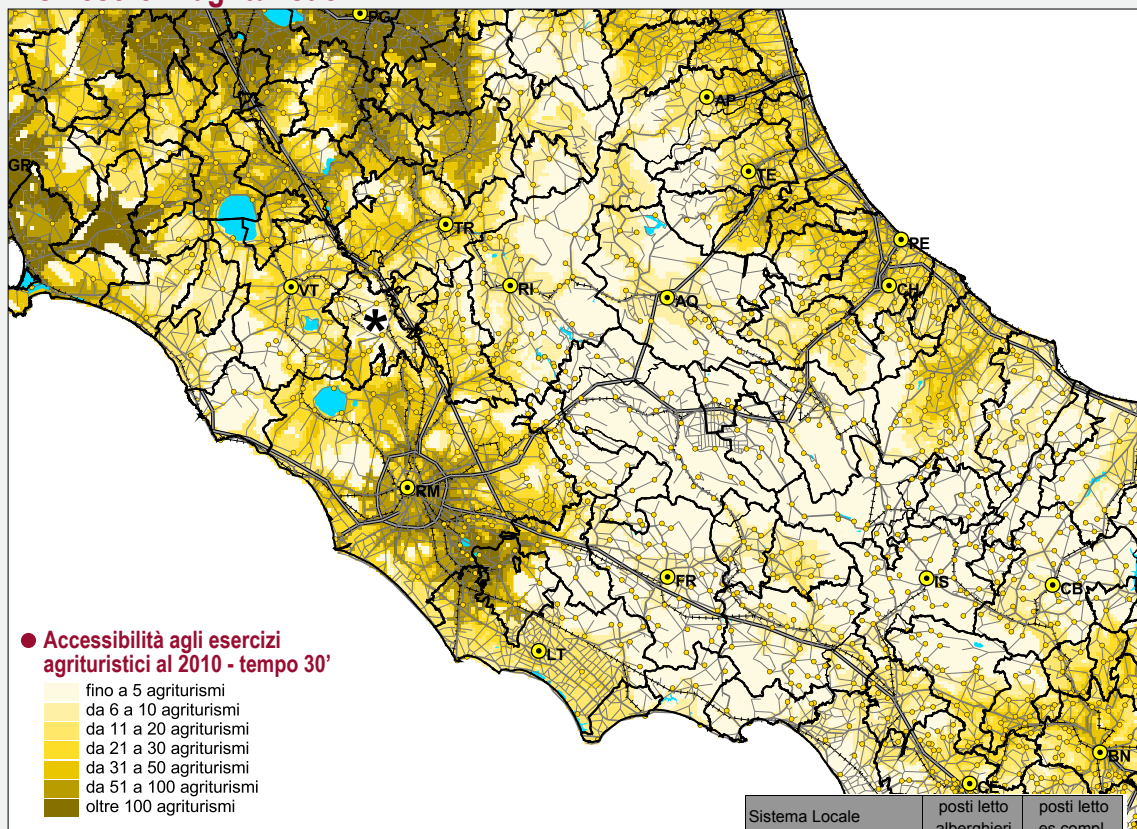 PG
AP
GR
TE
TR
PE
VT
RI
AQ
CH
*
RM
FR
IS
CB
LT
BN
CE
● Accessibilità agli esercizi
agrituristici al 2010 - tempo 30’
fino a 5 agriturismi
da 6 a 10 agriturismi
da 11 a 20 agriturismi
da 21 a 30 agriturismi
da 31 a 50 agriturismi
da 51 a 100 agriturismi
oltre 100 agriturismi
Sistema Locale
posti letto
alberghieri
posti letto
es.compl.